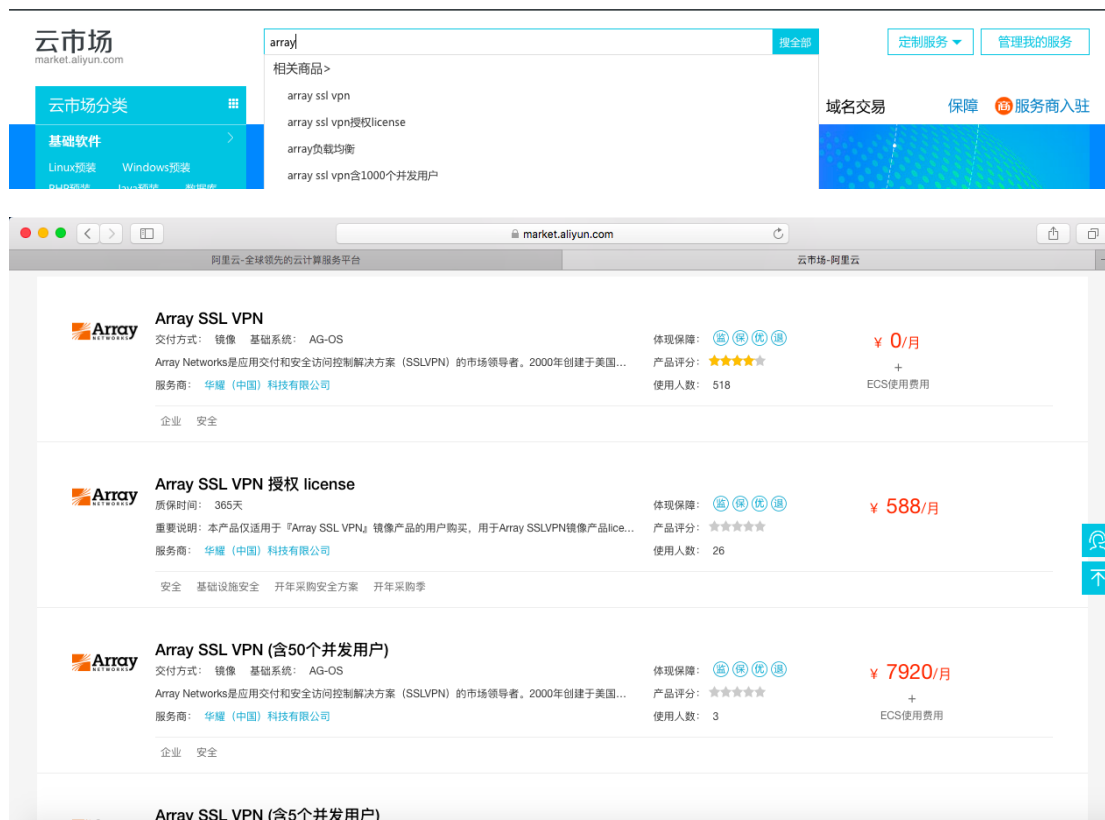 云市场
market.aliyun.com
array
搜全部
定制服务
管理我的服务
相关商品>
array ssl vpn
array ssl vpn授权license
array负载均衡
array ssl vpn含1000个并发用户
云市场分类
基础软件
Linux预装 Windows预装
PHP预装 Java预装 数据库
域名交易 保障 商 服务商入驻
market.aliyun.com
阿里云-全球领先的云计算服务平台
云市场-阿里云
Array NETWORKS
Array SSL VPN
交付方式: 镜像 基础系统: AG-OS
Array Networks是应用交付和安全访问控制解决方案（SSLVPN）的市场领导者。2000年创建于美国...
服务商: 华耀（中国）科技有限公司
体现保障: 监 保 优 退
产品评分:
使用人数: 518
¥ 0/月
+
ECS使用费用
企业 安全
Array NETWORKS
Array SSL VPN 授权 license
质保时间: 365天
重要说明: 本产品仅适用于『Array SSL VPN』镜像产品的用户购买，用于Array SSLVPN镜像产品lice...
服务商: 华耀（中国）科技有限公司
体现保障: 监 保 优 退
产品评分:
使用人数: 26
¥ 588/月
安全 基础设施安全 开年采购安全方案 开年采购季
Array NETWORKS
Array SSL VPN (含50个并发用户)
交付方式: 镜像 基础系统: AG-OS
Array Networks是应用交付和安全访问控制解决方案（SSLVPN）的市场领导者。2000年创建于美国...
服务商: 华耀（中国）科技有限公司
体现保障: 监 保 优 退
产品评分:
使用人数: 3
¥ 7920/月
+
ECS使用费用
企业 安全
Array SSL VPN (含5个并发用户)